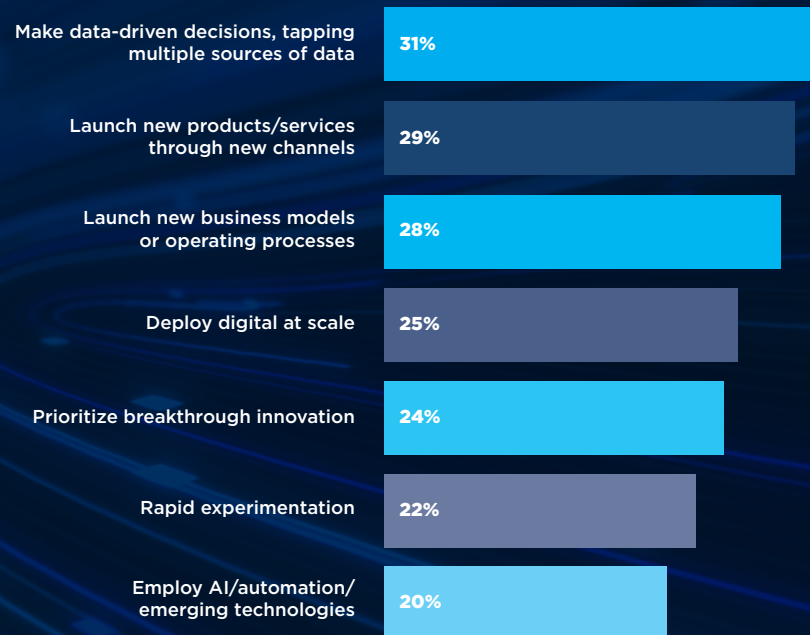 Make data-driven decisions, tapping
multiple sources of data
31%
Launch new products/services
through new channels
29%
Launch new business models
or operating processes
28%
Deploy digital at scale
25%
Prioritize breakthrough innovation
24%
Rapid experimentation
22%
Employ AI/automation/
emerging technologies
20%